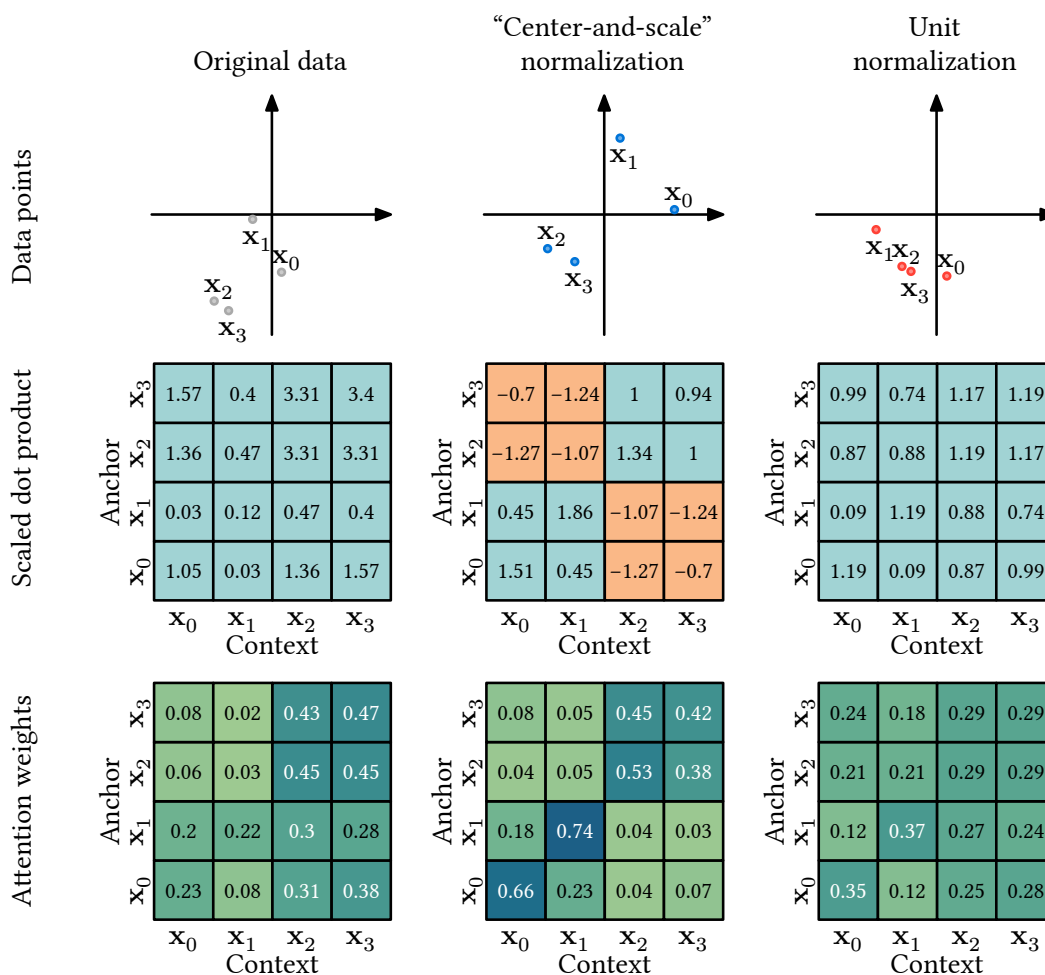 Original data
“Center-and-scale”
normalization
Unit
normalization
Data points
x₁
x₀
x₂
x₃
x₁
x₀
x₂
x₃
x₁
x₂
x₀
x₃
Scaled dot product
Anchor
x₃ 1.57 0.4 3.31 3.4
x₂ 1.36 0.47 3.31 3.31
x₁ 0.03 0.12 0.47 0.4
x₀ 1.05 0.03 1.36 1.57
x₀ x₁ x₂ x₃
Context
Anchor
x₃ −0.7 −1.24 1 0.94
x₂ −1.27 −1.07 1.34 1
x₁ 0.45 1.86 −1.07 −1.24
x₀ 1.51 0.45 −1.27 −0.7
x₀ x₁ x₂ x₃
Context
Anchor
x₃ 0.99 0.74 1.17 1.19
x₂ 0.87 0.88 1.19 1.17
x₁ 0.09 1.19 0.88 0.74
x₀ 1.19 0.09 0.87 0.99
x₀ x₁ x₂ x₃
Context
Attention weights
Anchor
x₃ 0.08 0.02 0.43 0.47
x₂ 0.06 0.03 0.45 0.45
x₁ 0.2 0.22 0.3 0.28
x₀ 0.23 0.08 0.31 0.38
x₀ x₁ x₂ x₃
Context
Anchor
x₃ 0.08 0.05 0.45 0.42
x₂ 0.04 0.05 0.53 0.38
x₁ 0.18 0.74 0.04 0.03
x₀ 0.66 0.23 0.04 0.07
x₀ x₁ x₂ x₃
Context
Anchor
x₃ 0.24 0.18 0.29 0.29
x₂ 0.21 0.21 0.29 0.29
x₁ 0.12 0.37 0.27 0.24
x₀ 0.35 0.12 0.25 0.28
x₀ x₁ x₂ x₃
Context